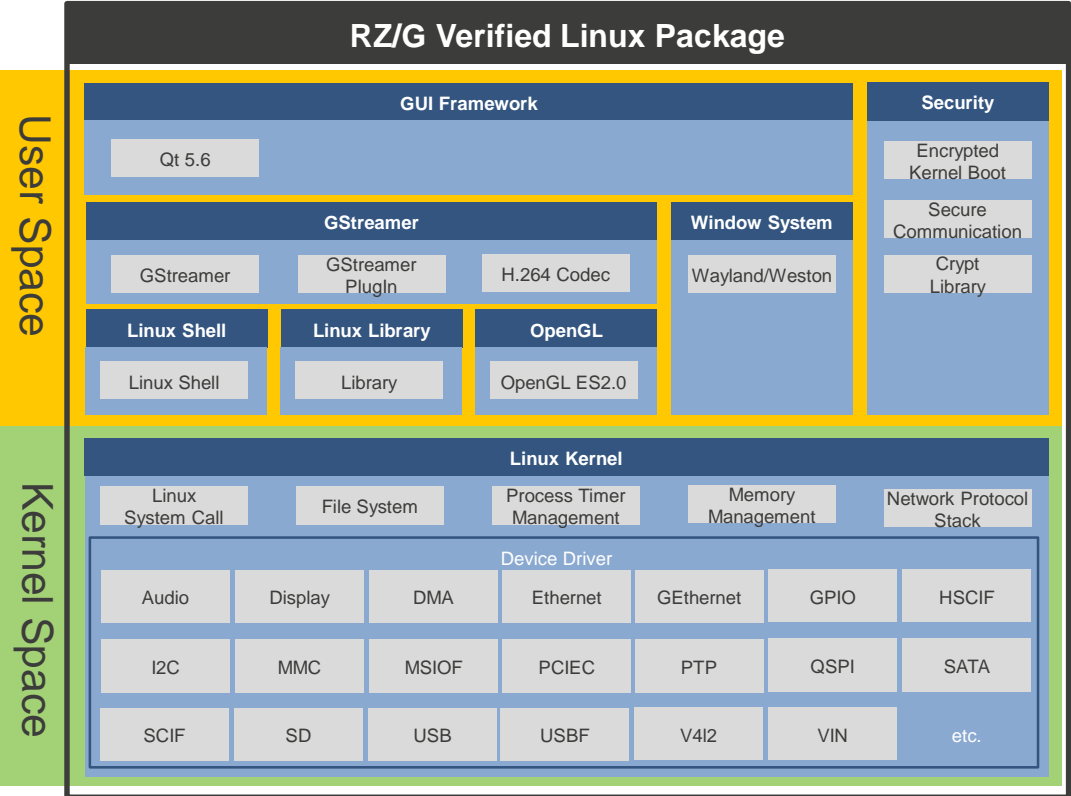 RZ/G Verified Linux Package
User Space
GUI Framework
Qt 5.6
Security
Encrypted
Kernel Boot
Secure
Communication
Crypt
Library
GStreamer
GStreamer
GStreamer
PlugIn
H.264 Codec
Window System
Wayland/Weston
Linux Shell
Linux Shell
Linux Library
Library
OpenGL
OpenGL ES2.0
Kernel Space
Linux Kernel
Linux
System Call
File System
Process Timer
Management
Memory
Management
Network Protocol
Stack
Device Driver
Audio
Display
DMA
Ethernet
GEthernet
GPIO
HSCIF
I2C
MMC
MSIOF
PCIEC
PTP
QSPI
SATA
SCIF
SD
USB
USBF
V4l2
VIN
etc.